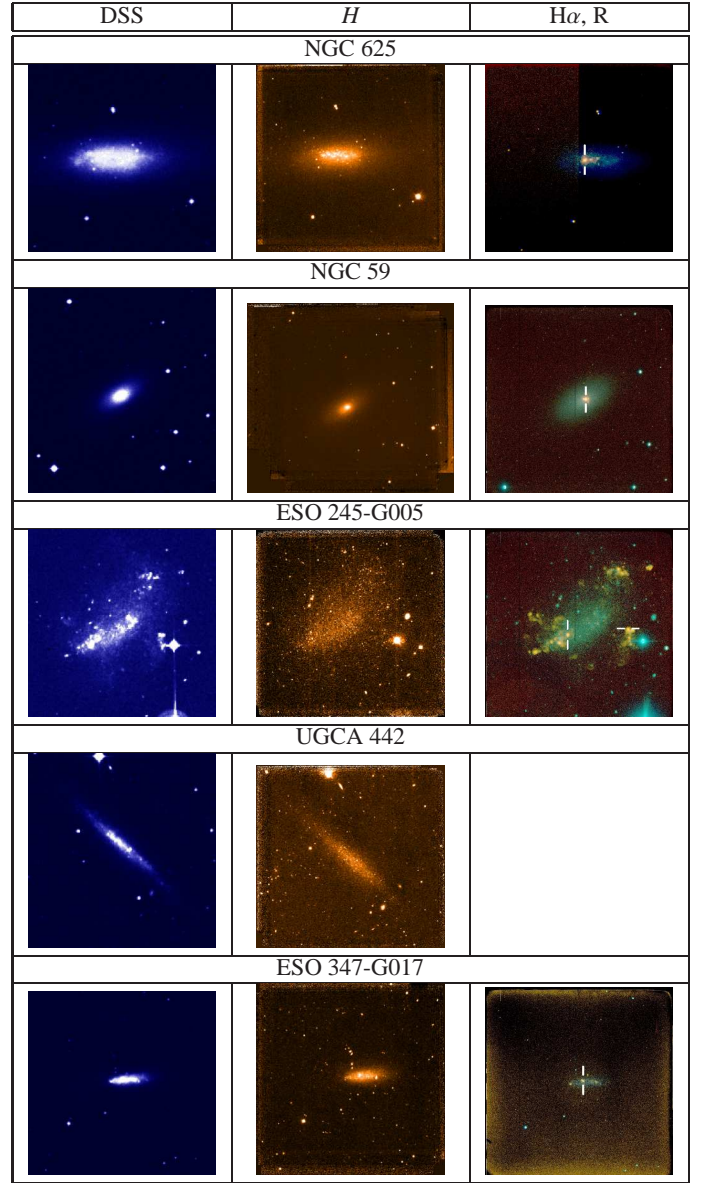 DSS H Hα, R
NGC 625
NGC 59
ESO 245-G005
UGCA 442
ESO 347-G017